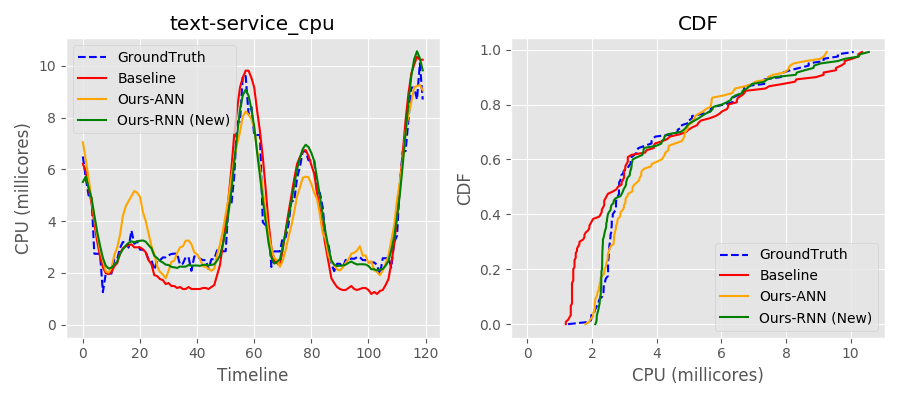 text-service_cpu
GroundTruth
Baseline
Ours-ANN
Ours-RNN (New)
CPU (millicores)
10
8
6
4
2
0
0 20 40 60 80 100 120
Timeline
CDF
CDF
1.0
0.8
0.6
0.4
0.2
0.0
GroundTruth
Baseline
Ours-ANN
Ours-RNN (New)
0 2 4 6 8 10
CPU (millicores)